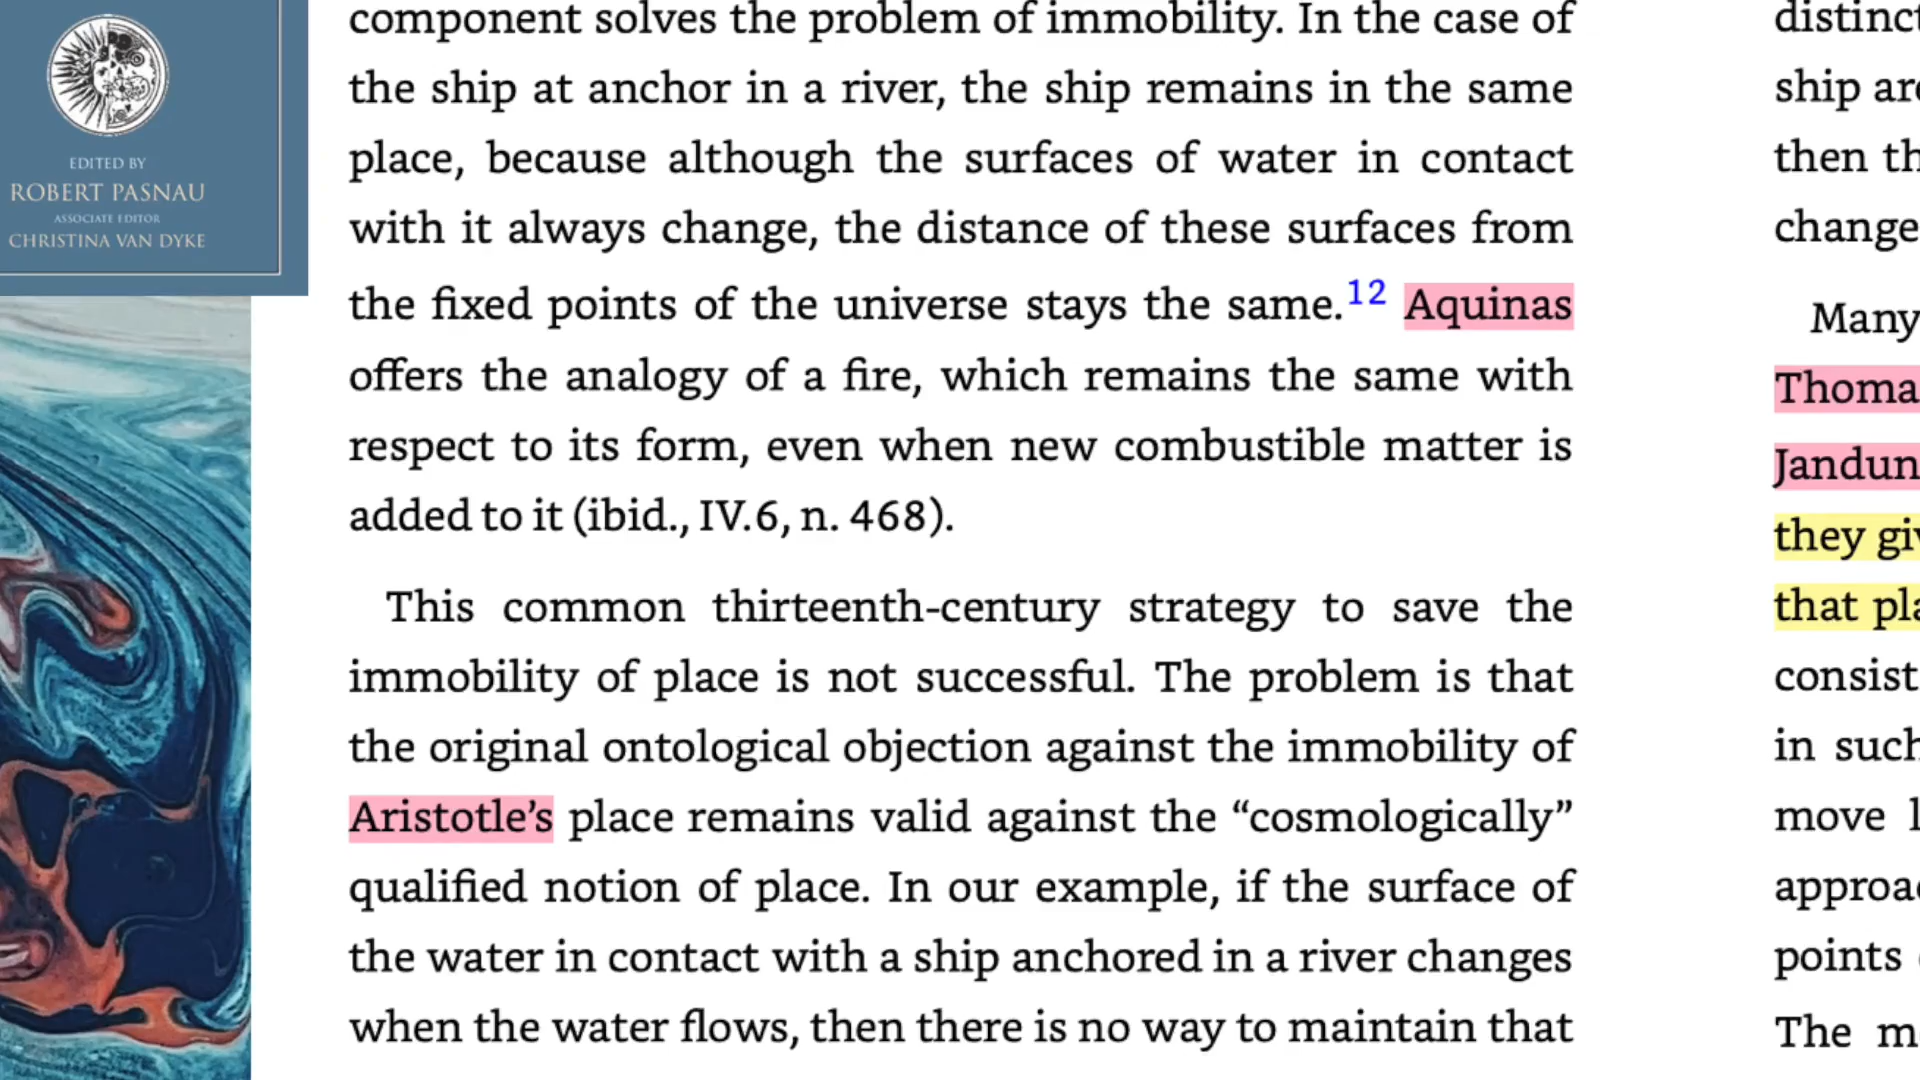 EDITED BY
ROBERT PASNAU
ASSOCIATE EDITOR
CHRISTINA VAN DYKE
component solves the problem of immobility. In the case of
the ship at anchor in a river, the ship remains in the same
place, because although the surfaces of water in contact
with it always change, the distance of these surfaces from
the fixed points of the universe stays the same.12 Aquinas
offers the analogy of a fire, which remains the same with
respect to its form, even when new combustible matter is
added to it (ibid., IV.6, n. 468).
This common thirteenth-century strategy to save the
immobility of place is not successful. The problem is that
the original ontological objection against the immobility of
Aristotle’s place remains valid against the “cosmologically”
qualified notion of place. In our example, if the surface of
the water in contact with a ship anchored in a river changes
when the water flows, then there is no way to maintain that
distinct
ship are
then th
change
Many
Thoma
Jandun
they giv
that pla
consist
in such
move l
approac
points
The m